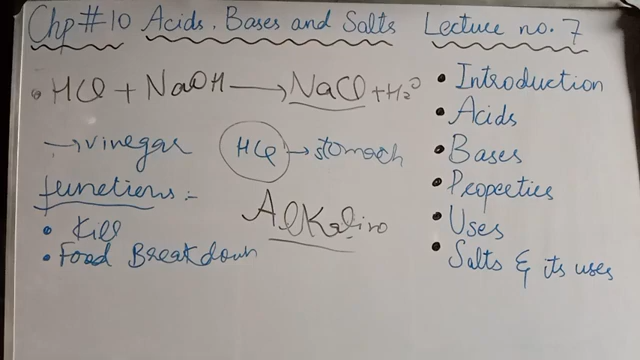 Chp #10 Acids, Bases and Salts
Lecture no. 7
• HCl + NaOH → NaCl + H₂O
→ vinegar
HCl → stomach
functions:-
• Kill
• Food Breakdown
• Introduction
• Acids
• Bases
• Properties
• Uses
• Salts & its uses